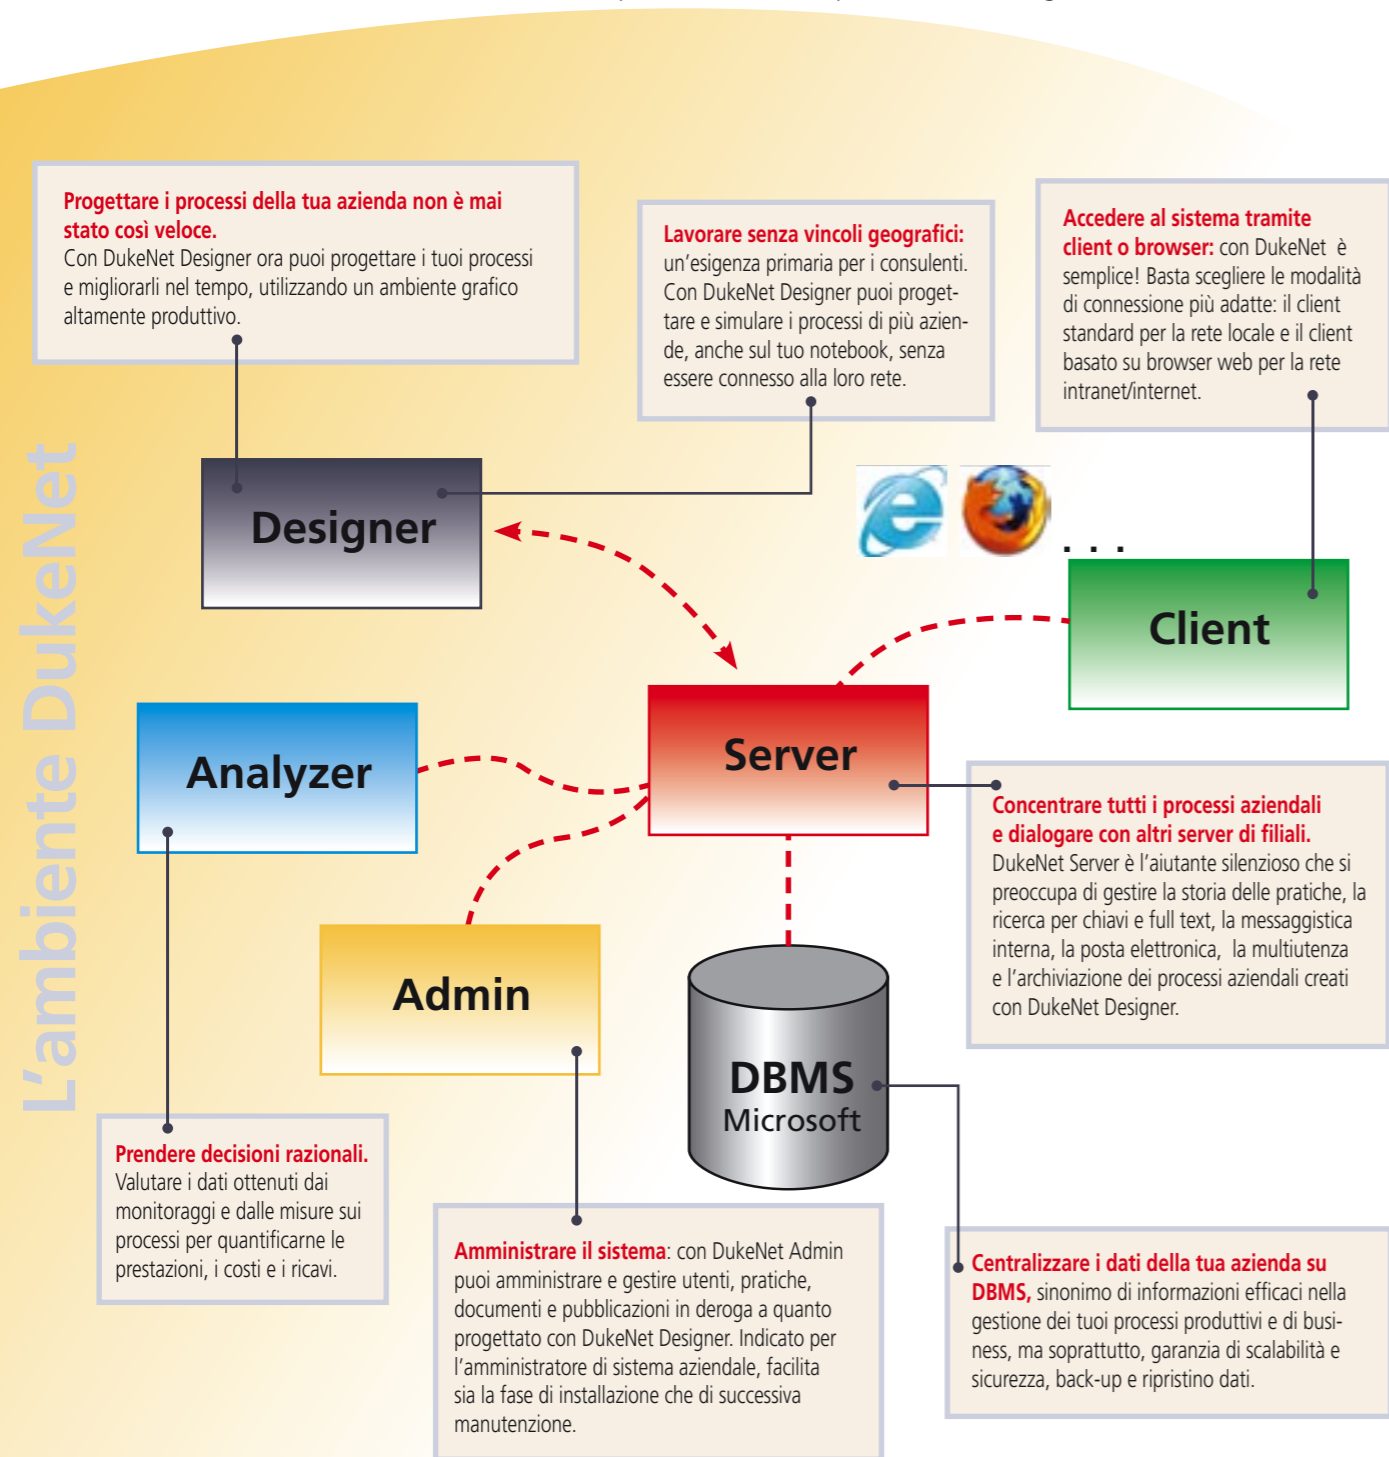 Progettare i processi della tua azienda non è mai
stato così veloce.
Con DukeNet Designer ora puoi progettare i tuoi processi
e migliorarli nel tempo, utilizzando un ambiente grafico
altamente produttivo.
Lavorare senza vincoli geografici:
un'esigenza primaria per i consulenti.
Con DukeNet Designer puoi proget-
tare e simulare i processi di più azien-
de, anche sul tuo notebook, senza
essere connesso alla loro rete.
Accedere al sistema tramite
client o browser: con DukeNet è
semplice! Basta scegliere le modalità
di connessione più adatte: il client
standard per la rete locale e il client
basato su browser web per la rete
intranet/internet.
L'ambiente DukeNet
Designer
. . .
Client
Analyzer
Server
Admin
DBMS
Microsoft
Concentrare tutti i processi aziendali
e dialogare con altri server di filiali.
DukeNet Server è l'aiutante silenzioso che si
preoccupa di gestire la storia delle pratiche, la
ricerca per chiavi e full text, la messaggistica
interna, la posta elettronica, la multiutenza
e l'archiviazione dei processi aziendali creati
con DukeNet Designer.
Prendere decisioni razionali.
Valutare i dati ottenuti dai
monitoraggi e dalle misure sui
processi per quantificarne le
prestazioni, i costi e i ricavi.
Amministrare il sistema: con DukeNet Admin
puoi amministrare e gestire utenti, pratiche,
documenti e pubblicazioni in deroga a quanto
progettato con DukeNet Designer. Indicato per
l'amministratore di sistema aziendale, facilita
sia la fase di installazione che di successiva
manutenzione.
Centralizzare i dati della tua azienda su
DBMS, sinonimo di informazioni efficaci nella
gestione dei tuoi processi produttivi e di busi-
ness, ma soprattutto, garanzia di scalabilità e
sicurezza, back-up e ripristino dati.